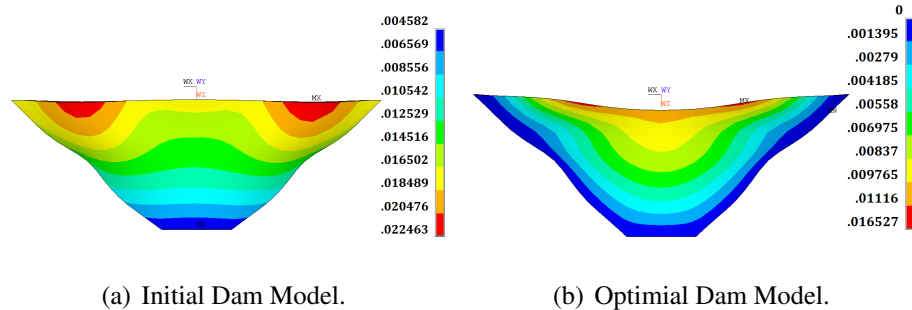 .004582
.006569
.008556
.010542
.012529
.014516
.016502
.018489
.020476
.022463
WX WY
WZ
MX
0
.001395
.00279
.004185
.00558
.006975
.00837
.009765
.01116
.016527
WX WY
WZ
MX
(a) Initial Dam Model.
(b) Optimial Dam Model.